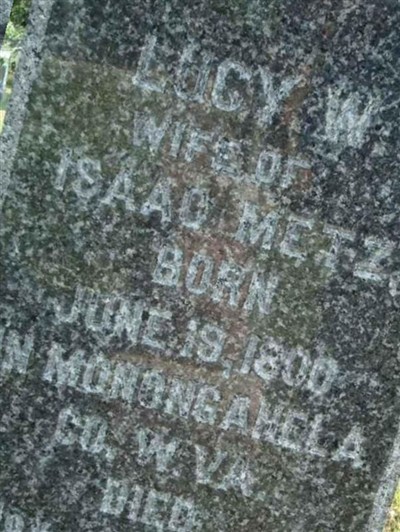 LUCY W
WIFE OF
ISAAC METZ.
BORN
JUNE 19, 1800
IN MONONGAHELA
CO. W. VA.
DIED